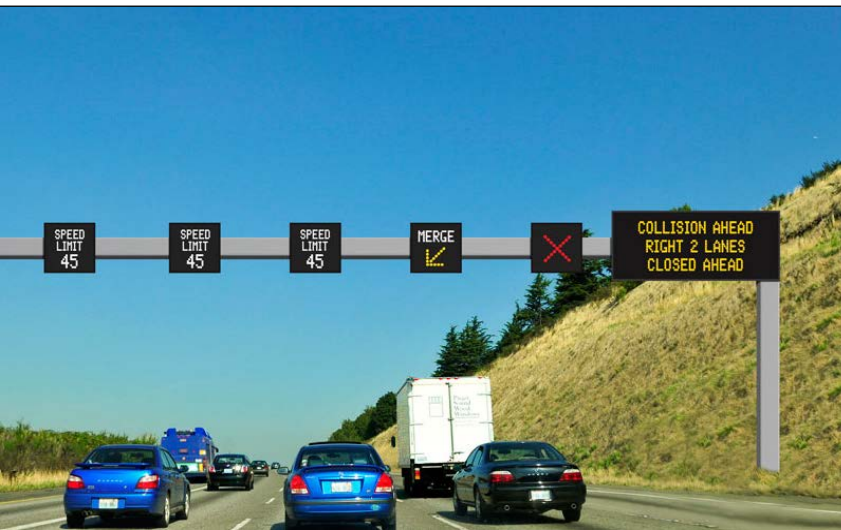 SPEED
LIMIT
45
SPEED
LIMIT
45
SPEED
LIMIT
45
MERGE
COLLISION AHEAD
RIGHT 2 LANES
CLOSED AHEAD